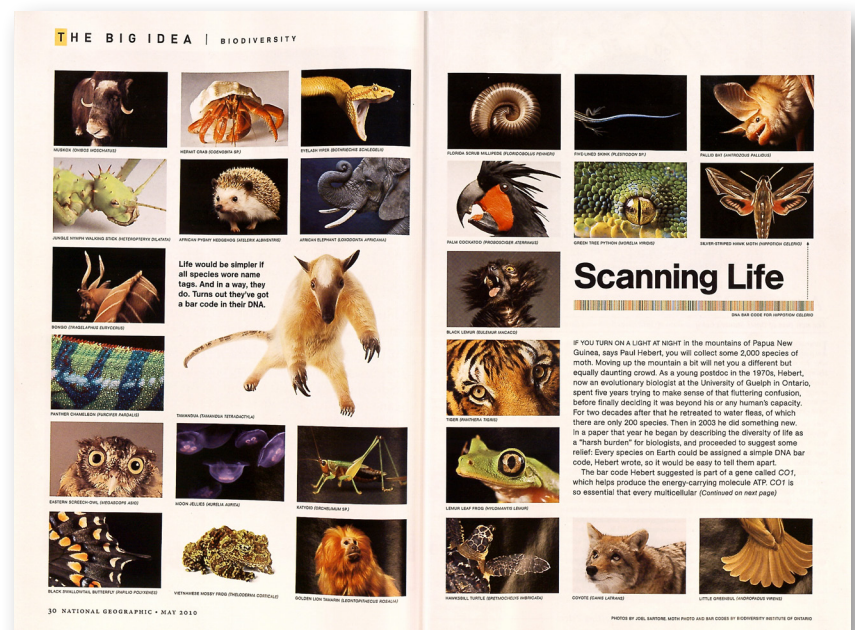 THE BIG IDEA | BIODIVERSITY
MUSKOX (OVIBOS MOSCHATUS)
HERMIT CRAB (COENOBITA SP.)
EYELASH VIPER (BOTHRIECHIS SCHLEGELII)
JUNGLE NYMPH WALKING STICK (HETEROPTERYX DILATATA)
AFRICAN PYGMY HEDGEHOG (ATELERIX ALBIVENTRIS)
AFRICAN ELEPHANT (LOXODONTA AFRICANA)
Life would be simpler if
all species wore name
tags. And in a way, they
do. Turns out they've got
a bar code in their DNA.
BONGO (TRAGELAPHUS EURYCERUS)
PANTHER CHAMELEON (FURCIFER PARDALIS)
TAMANDUA (TAMANDUA TETRADACTYLA)
EASTERN SCREECH-OWL (MEGASCOPS ASIO)
MOON JELLIES (AURELIA AURITA)
KATYDID (ORCHELIMUM SP.)
BLACK SWALLOWTAIL BUTTERFLY (PAPILIO POLYXENES)
VIETNAMESE MOSSY FROG (THELODERMA CORTICALE)
GOLDEN LION TAMARIN (LEONTOPITHECUS ROSALIA)
30 NATIONAL GEOGRAPHIC • MAY 2010
FLORIDA SCRUB MILLIPEDE (FLORIDOBOLUS PENNERI)
FIVE-LINED SKINK (PLESTIODON SP.)
PALLID BAT (ANTROZOUS PALLIDUS)
PALM COCKATOO (PROBOSCIGER ATERRIMUS)
GREEN TREE PYTHON (MORELIA VIRIDIS)
SILVER-STRIPED HAWK MOTH (HIPPOTION CELERIO)
BLACK LEMUR (EULEMUR MACACO)
Scanning Life
DNA BAR CODE FOR HIPPOTION CELERIO
TIGER (PANTHERA TIGRIS)
IF YOU TURN ON A LIGHT AT NIGHT in the mountains of Papua New
Guinea, says Paul Hebert, you will collect some 2,000 species of
moth. Moving up the mountain a bit will net you a different but
equally daunting crowd. As a young postdoc in the 1970s, Hebert,
now an evolutionary biologist at the University of Guelph in Ontario,
spent five years trying to make sense of that fluttering confusion,
before finally deciding it was beyond his or any human's capacity.
For two decades after that he retreated to water fleas, of which
there are only 200 species. Then in 2003 he did something new.
In a paper that year he began by describing the diversity of life as
a "harsh burden" for biologists, and proceeded to suggest some
relief: Every species on Earth could be assigned a simple DNA bar
code, Hebert wrote, so it would be easy to tell them apart.
The bar code Hebert suggested is part of a gene called CO1,
which helps produce the energy-carrying molecule ATP. CO1 is
so essential that every multicellular (Continued on next page)
LEMUR LEAF FROG (HYLOMANTIS LEMUR)
HAWKSBILL TURTLE (ERETMOCHELYS IMBRICATA)
COYOTE (CANIS LATRANS)
LITTLE GREENBUL (ANDROPADUS VIRENS)
PHOTOS BY JOEL SARTORE. MOTH PHOTO AND BAR CODES BY BIODIVERSITY INSTITUTE OF ONTARIO